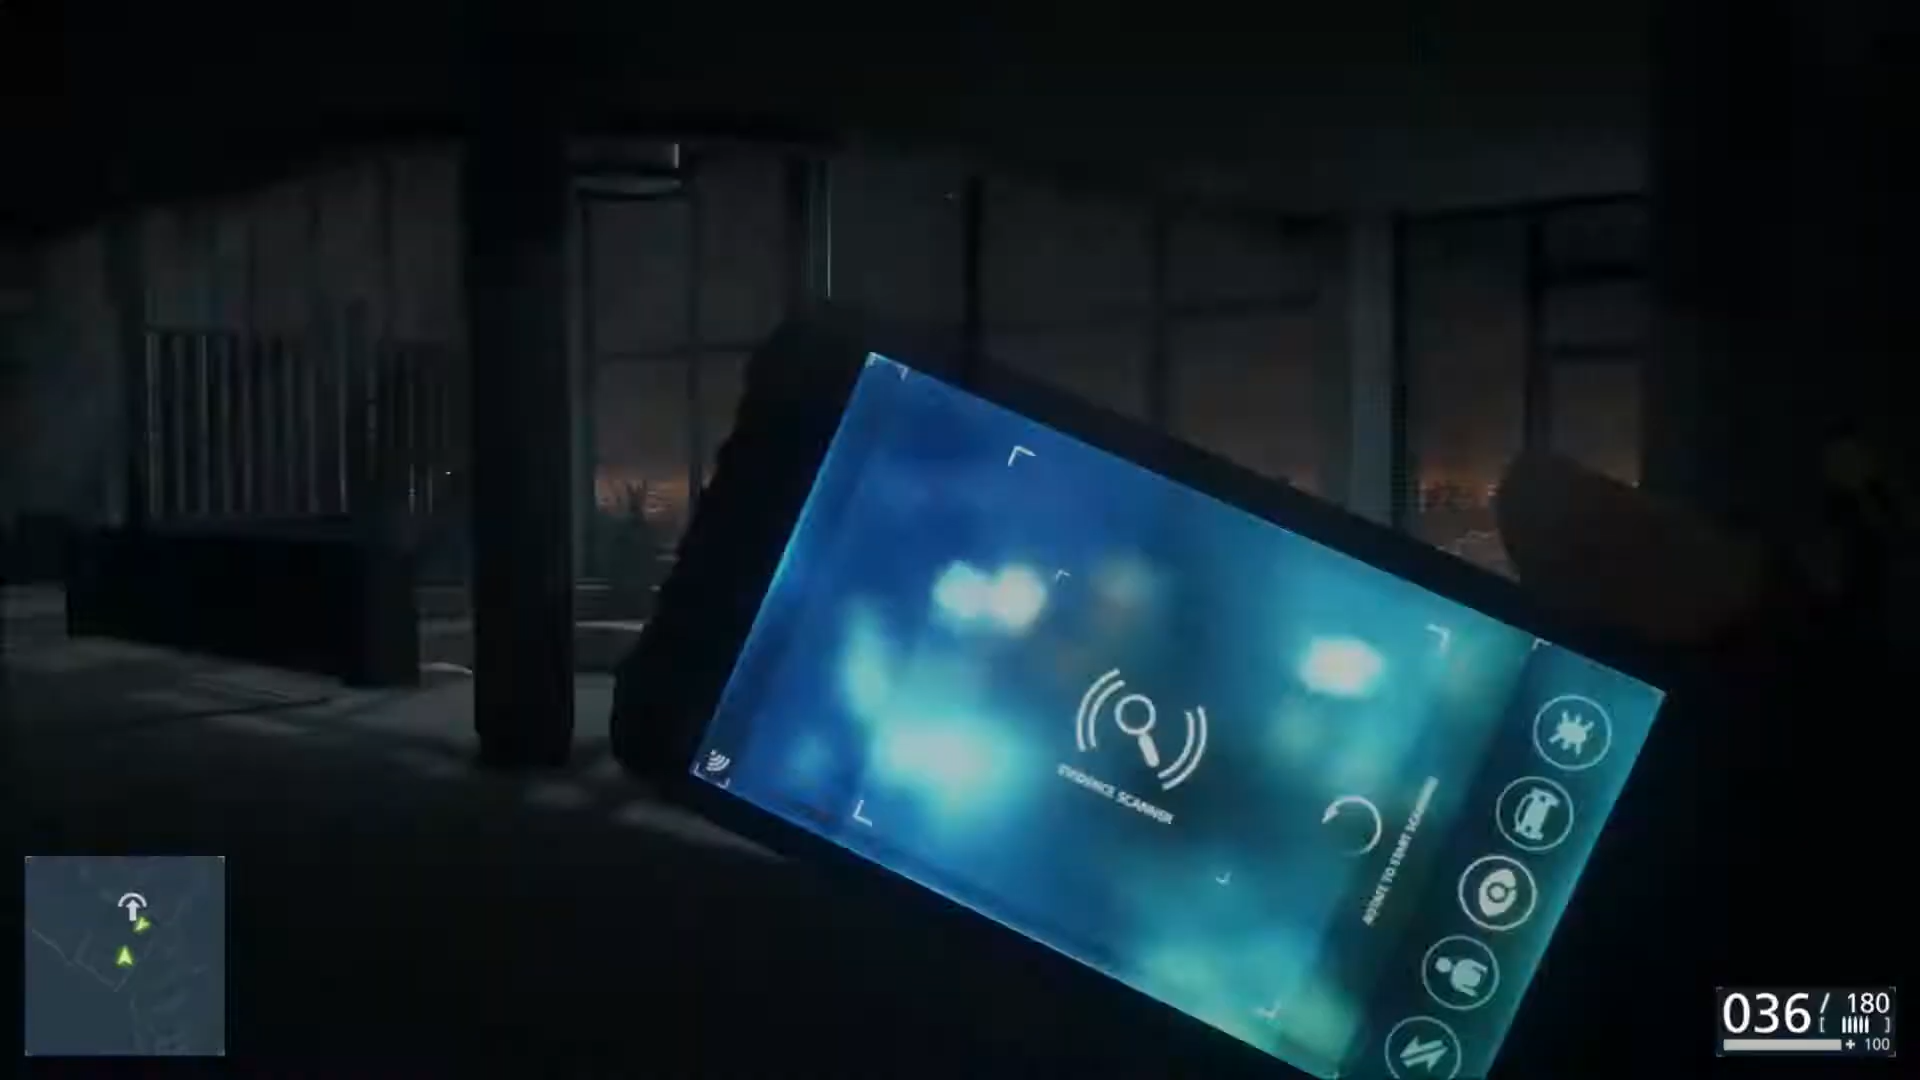 EVIDENCE SCANNER
ROTATE TO START SCANNING
036 / 180
+ 100